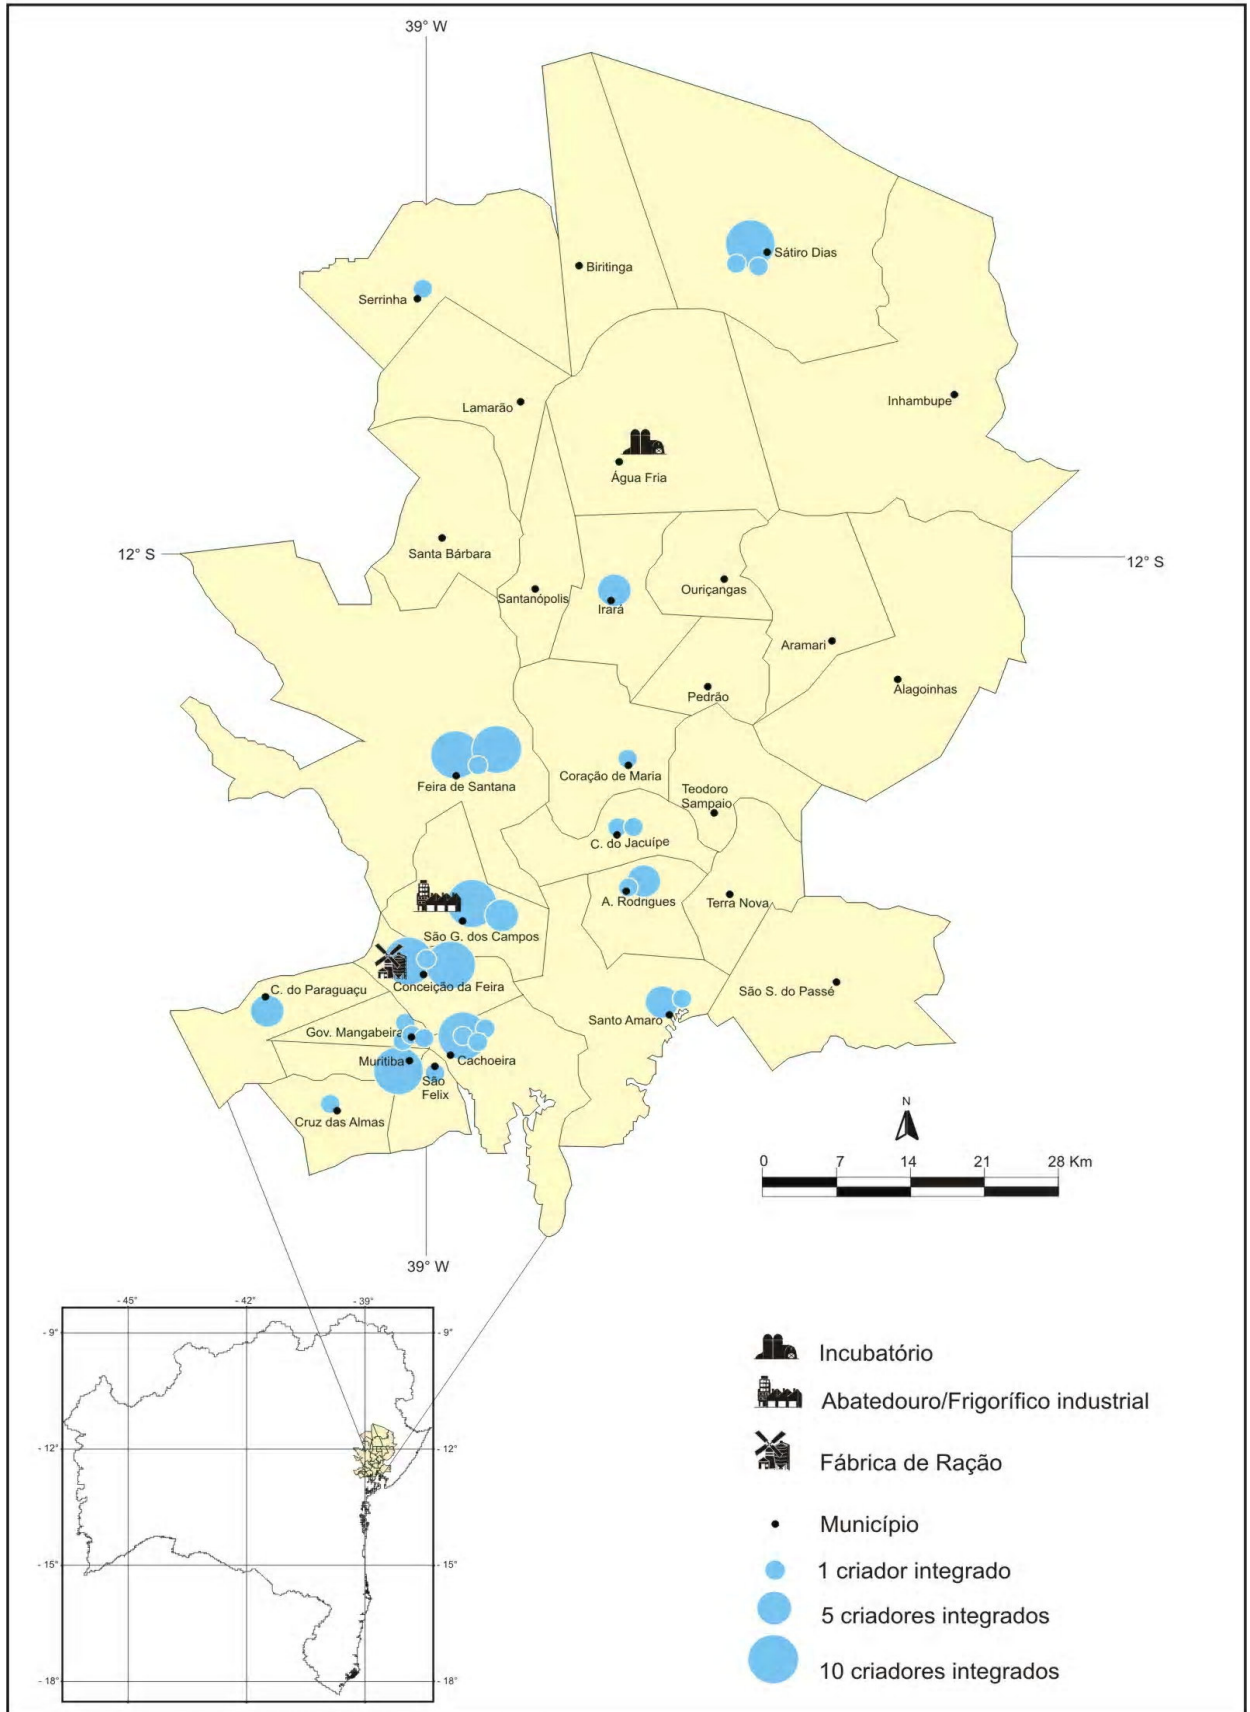 39° W
Sátiro Dias
Biritinga
Serrinha
Inhambupe
Lamarão
Água Fria
12° S
Santa Bárbara
12° S
Santanópolis
Irará
Ouriçangas
Aramari
Alagoinhas
Pedrão
Coração de Maria
Feira de Santana
Teodoro
Sampaio
C. do Jacuípe
A. Rodrigues
Terra Nova
São G. dos Campos
Conceição da Feira
C. do Paraguaçu
São S. do Passé
Santo Amaro
Gov. Mangabeira
Muritiba
Cachoeira
São
Felix
Cruz das Almas
N
0 7 14 21 28 Km
39° W
- 45° - 42° - 39°
- 9° - 9°
- 12° - 12°
- 15° - 15°
- 18° - 18°
Incubatório
Abatedouro/Frigorífico industrial
Fábrica de Ração
Município
1 criador integrado
5 criadores integrados
10 criadores integrados